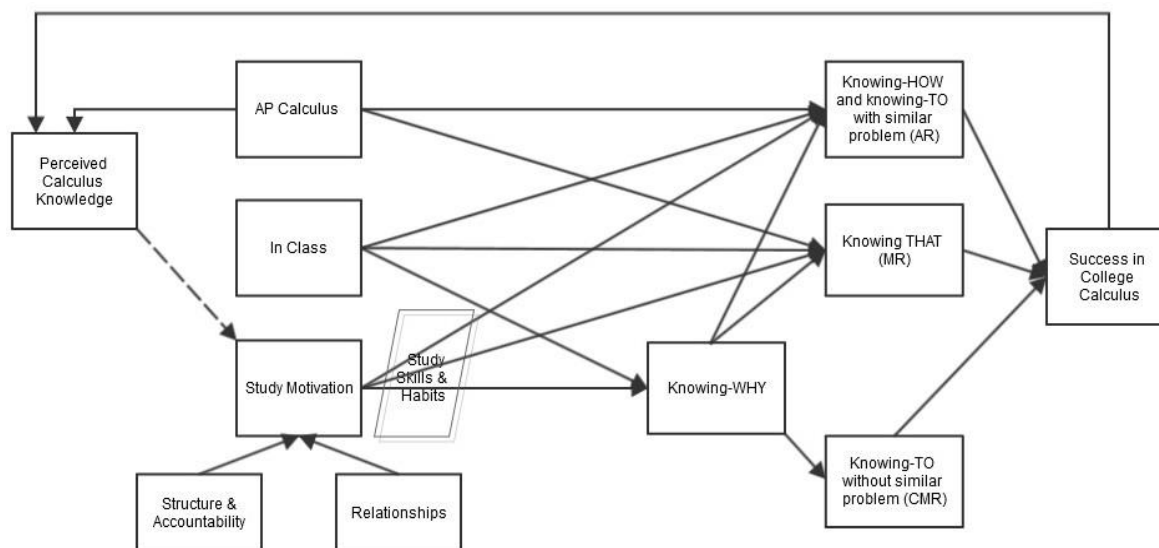 AP Calculus
Knowing-HOW
and knowing-TO
with similar
problem (AR)
Perceived
Calculus
Knowledge
In Class
Knowing THAT
(MR)
Success in
College
Calculus
Study Motivation
Study
Skills &
Habits
Knowing-WHY
Knowing-TO
without similar
problem (CMR)
Structure &
Accountability
Relationships